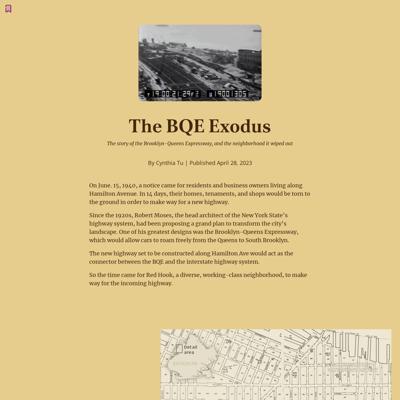 The BQE Exodus
The story of the Brooklyn-Queens Expressway, and the neighborhood it wiped out
By Cynthia Tu | Published April 28, 2023
On June. 15, 1940, a notice came for residents and business owners living along
Hamilton Avenue. In 14 days, their homes, tenaments, and shops would be torn to
the ground in order to make way for a new highway.
Since the 1920s, Robert Moses, the head architect of the New York State's
highway system, had been proposing a grand plan to transform the city's
landscape. One of his greatest designs was the Brooklyn-Queens Expressway,
which would allow cars to roam freely from the Queens to South Brooklyn.
The new highway set to be constructed along Hamilton Ave would act as the
connector between the BQE and the interstate highway system.
So the time came for Red Hook, a diverse, working-class neighborhood, to make
way for the incoming highway.
Detail
area